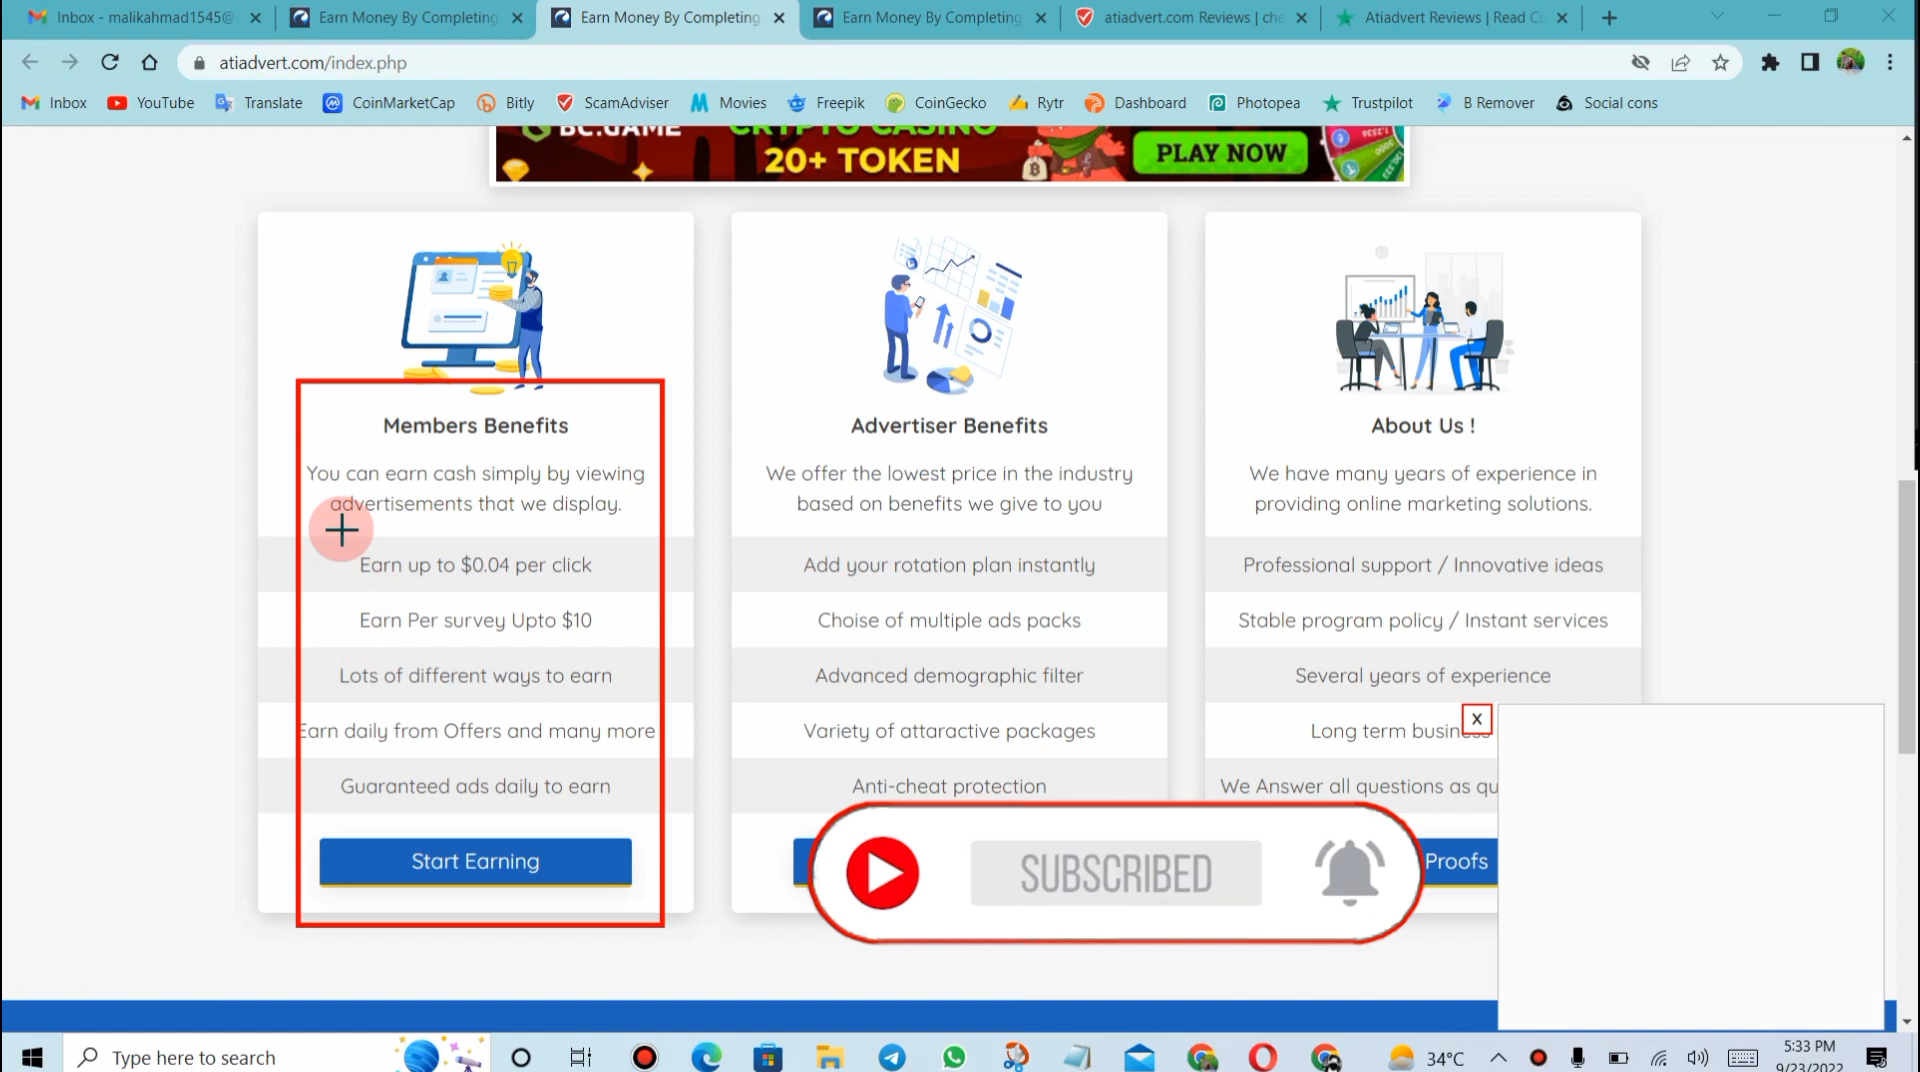 Inbox - malikahmad1545@
Earn Money By Completing
Earn Money By Completing
Earn Money By Completing
atiadvert.com Reviews | che
Atiadvert Reviews | Read Cu
atiadvert.com/index.php
Inbox
YouTube
Translate
CoinMarketCap
Bitly
ScamAdviser
Movies
Freepik
CoinGecko
Rytr
Dashboard
Photopea
Trustpilot
B Remover
Social cons
BC.GAME
CRYPTO CASINO
20+ TOKEN
PLAY NOW
Members Benefits
You can earn cash simply by viewing
advertisements that we display.
Earn up to $0.04 per click
Earn Per survey Upto $10
Lots of different ways to earn
Earn daily from Offers and many more
Guaranteed ads daily to earn
Start Earning
Advertiser Benefits
We offer the lowest price in the industry
based on benefits we give to you
Add your rotation plan instantly
Choise of multiple ads packs
Advanced demographic filter
Variety of attaractive packages
Anti-cheat protection
About Us !
We have many years of experience in
providing online marketing solutions.
Professional support / Innovative ideas
Stable program policy / Instant services
Several years of experience
Long term business
We Answer all questions as qu
Proofs
X
SUBSCRIBED
Type here to search
34°C
5:33 PM
9/23/2022